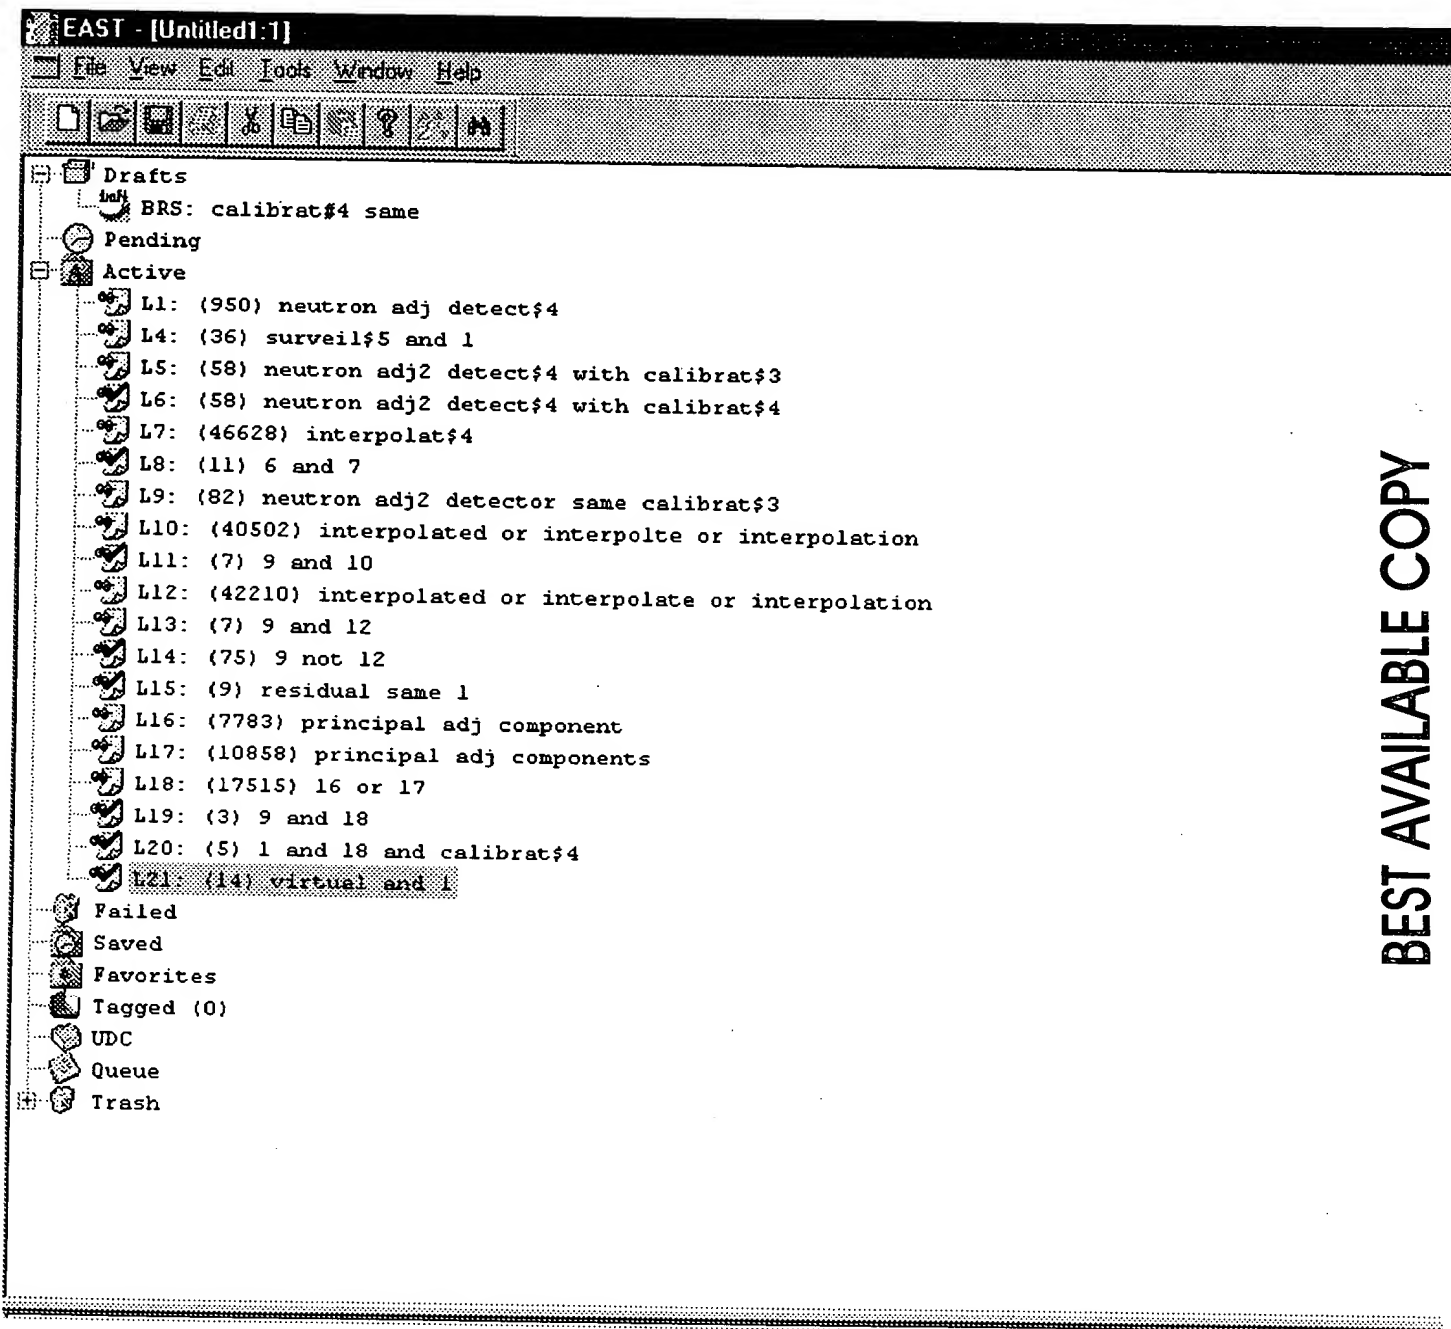 EAST - [Untitled1:1]
File View Edit Tools Window Help
Drafts
BRS: calibrat#4 same
Pending
Active
L1: (950) neutron adj detect$4
L4: (36) surveil$5 and 1
L5: (58) neutron adj2 detect$4 with calibrat$3
L6: (58) neutron adj2 detect$4 with calibrat$4
L7: (46628) interpolat$4
L8: (11) 6 and 7
L9: (82) neutron adj2 detector same calibrat$3
L10: (40502) interpolated or interpolte or interpolation
L11: (7) 9 and 10
L12: (42210) interpolated or interpolate or interpolation
L13: (7) 9 and 12
L14: (75) 9 not 12
L15: (9) residual same 1
L16: (7783) principal adj component
L17: (10858) principal adj components
L18: (17515) 16 or 17
L19: (3) 9 and 18
L20: (5) 1 and 18 and calibrat$4
L21: (14) virtual and 1
Failed
Saved
Favorites
Tagged (0)
UDC
Queue
Trash
BEST AVAILABLE COPY